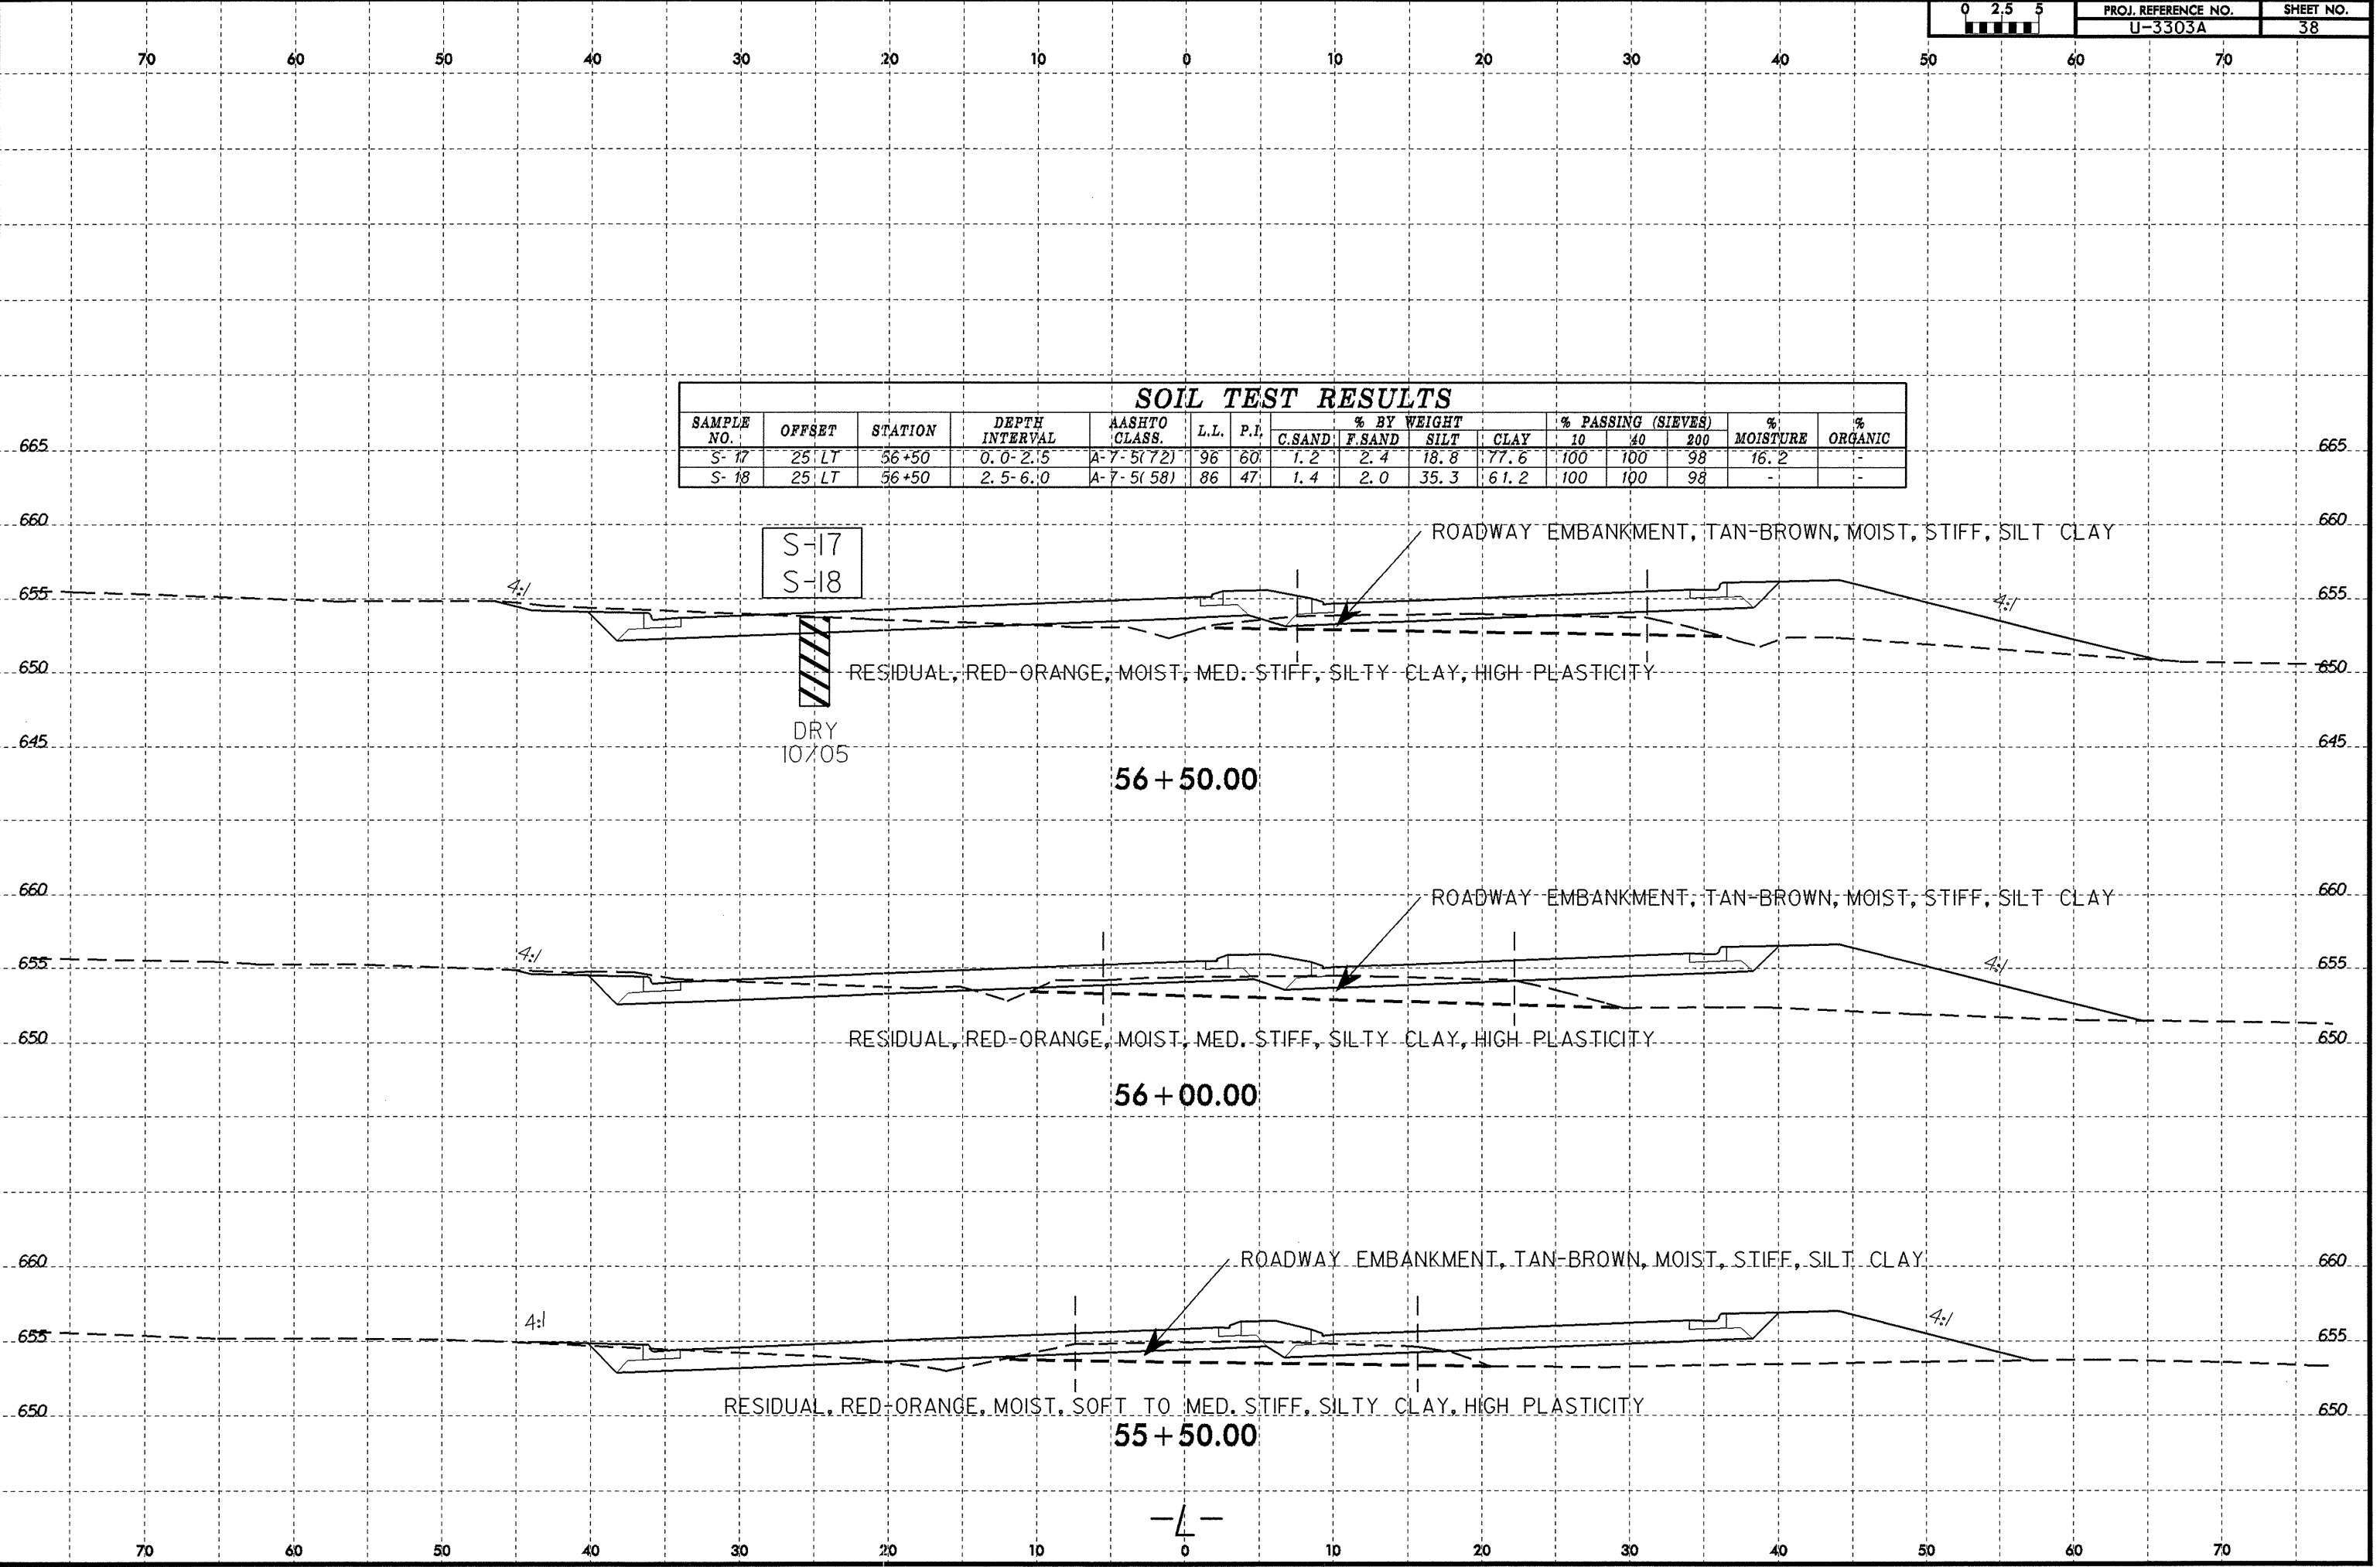 0 2.5 5
PROJ. REFERENCE NO. SHEET NO.
U-3303A 38
70 60 50 40 30 20 10 0 10 20 30 40 50 60 70
SOIL TEST RESULTS
SAMPLE NO. OFFSET STATION DEPTH INTERVAL AASHTO CLASS. L.L. P.I. % BY WEIGHT % PASSING (SIEVES) % MOISTURE % ORGANIC
C.SAND F.SAND SILT CLAY 10 40 200
S-17 25 LT 56+50 0.0-2.5 A-7-5(72) 96 60 1.2 2.4 18.8 77.6 100 100 98 16.2 -
S-18 25 LT 56+50 2.5-6.0 A-7-5(58) 86 47 1.4 2.0 35.3 61.2 100 100 98 - -
665 665
660 660
ROADWAY EMBANKMENT, TAN-BROWN, MOIST, STIFF, SILT CLAY
S-17
S-18
4:1
655 655
4:1
650 650
RESIDUAL, RED-ORANGE, MOIST, MED. STIFF, SILTY CLAY, HIGH PLASTICITY
DRY
10/05
645 645
56+50.00
660 660
ROADWAY EMBANKMENT, TAN-BROWN, MOIST, STIFF, SILT CLAY
4:1
655 655
4:1
650 650
RESIDUAL, RED-ORANGE, MOIST, MED. STIFF, SILTY CLAY, HIGH PLASTICITY
56+00.00
660 660
ROADWAY EMBANKMENT, TAN-BROWN, MOIST, STIFF, SILT CLAY
4:1
4:1
655 655
RESIDUAL, RED-ORANGE, MOIST, SOFT TO MED. STIFF, SILTY CLAY, HIGH PLASTICITY
650 650
55+50.00
-L-
70 60 50 40 30 20 10 0 10 20 30 40 50 60 70